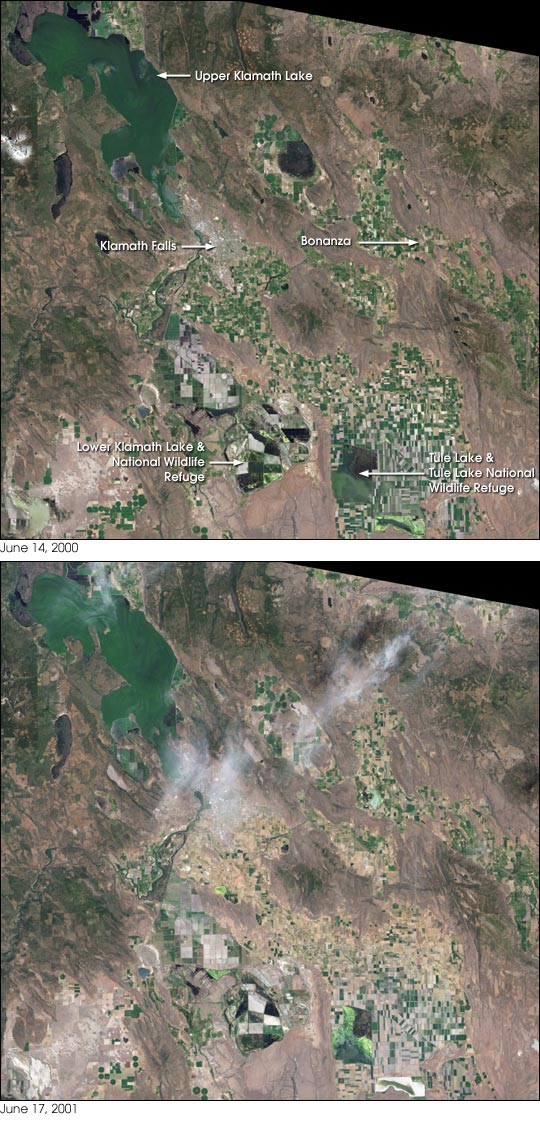 Upper Klamath Lake
Klamath Falls
Bonanza
Lower Klamath Lake &
National Wildlife
Refuge
Tule Lake &
Tule Lake National
Wildlife Refuge
June 14, 2000
June 17, 2001